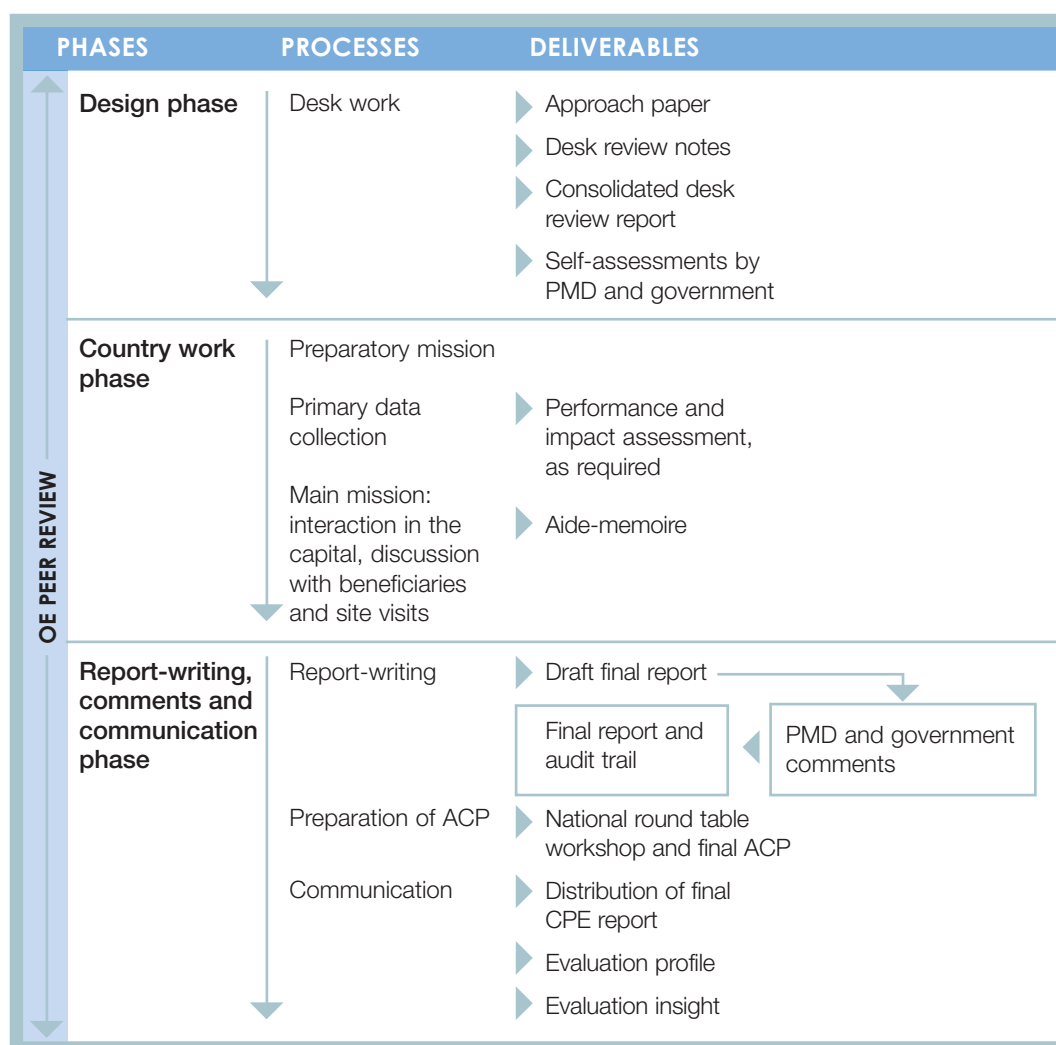 PHASES PROCESSES DELIVERABLES
OE PEER REVIEW
Design phase
Desk work
Approach paper
Desk review notes
Consolidated desk
review report
Self-assessments by
PMD and government
Country work
phase
Preparatory mission
Primary data
collection
Performance and
impact assessment,
as required
Main mission:
interaction in the
capital, discussion
with beneficiaries
and site visits
Aide-memoire
Report-writing,
comments and
communication
phase
Report-writing
Draft final report
PMD and government
comments
Final report and
audit trail
Preparation of ACP
National round table
workshop and final ACP
Communication
Distribution of final
CPE report
Evaluation profile
Evaluation insight